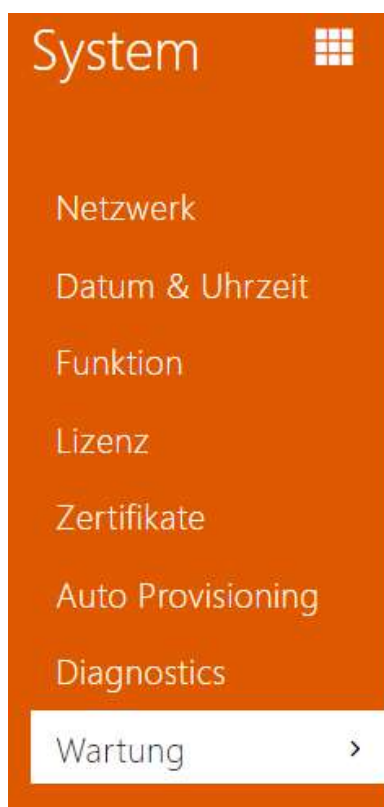 System
Netzwerk
Datum & Uhrzeit
Funktion
Lizenz
Zertifikate
Auto Provisioning
Diagnostics
Wartung